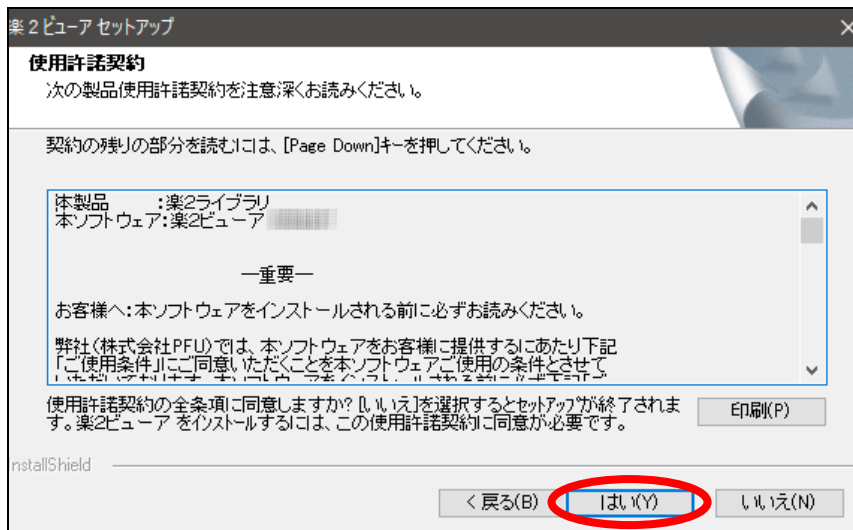 楽2ビューア セットアップ
使用許諾契約
次の製品使用許諾契約を注意深くお読みください。
契約の残りの部分を読むには、[Page Down]キーを押してください。
本製品　　　:楽2ライブラリ
本ソフトウェア:楽2ビューア
―重要―
お客様へ:本ソフトウェアをインストールされる前に必ずお読みください。
弊社(株式会社PFU)では、本ソフトウェアをお客様に提供するにあたり下記
「ご使用条件」にご同意いただくことを本ソフトウェアご使用の条件とさせて
使用許諾契約の全条項に同意しますか? [いいえ]を選択するとセットアップが終了されま
す。楽2ビューア をインストールするには、この使用許諾契約に同意が必要です。
印刷(P)
nstallShield
< 戻る(B)
はい(Y)
いいえ(N)